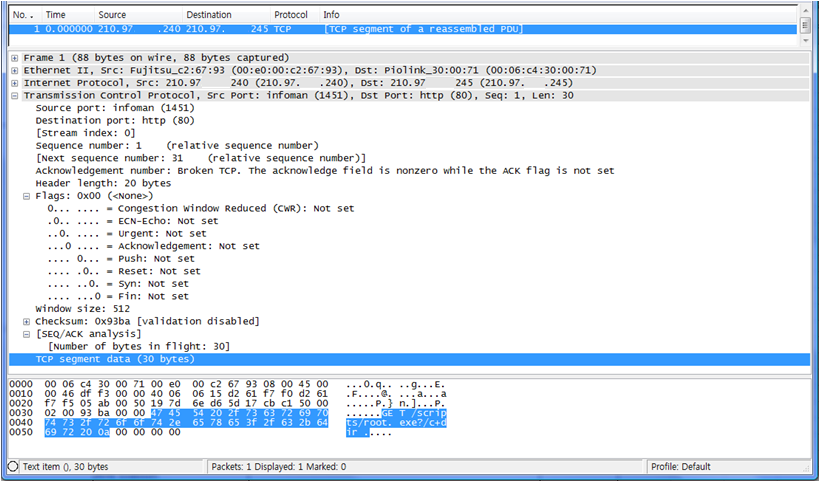 No. . Time Source Destination Protocol Info
1 0.000000 210.97 .240 210.97. 245 TCP [TCP segment of a reassembled PDU]
Frame 1 (88 bytes on wire, 88 bytes captured)
Ethernet II, Src: Fujitsu_c2:67:93 (00:e0:00:c2:67:93), Dst: Piolink_30:00:71 (00:06:c4:30:00:71)
Internet Protocol, Src: 210.97. 240 (210.97. .240), Dst: 210.97 245 (210.97. .245)
Transmission Control Protocol, Src Port: infoman (1451), Dst Port: http (80), Seq: 1, Len: 30
Source port: infoman (1451)
Destination port: http (80)
[Stream index: 0]
Sequence number: 1 (relative sequence number)
[Next sequence number: 31 (relative sequence number)]
Acknowledgement number: Broken TCP. The acknowledge field is nonzero while the ACK flag is not set
Header length: 20 bytes
Flags: 0x00 (<None>)
0... .... = Congestion Window Reduced (CWR): Not set
.0.. .... = ECN-Echo: Not set
..0. .... = Urgent: Not set
...0 .... = Acknowledgement: Not set
.... 0... = Push: Not set
.... .0.. = Reset: Not set
.... ..0. = Syn: Not set
.... ...0 = Fin: Not set
Window size: 512
Checksum: 0x93ba [validation disabled]
[SEQ/ACK analysis]
[Number of bytes in flight: 30]
TCP segment data (30 bytes)
0000 00 06 c4 30 00 71 00 e0 00 c2 67 93 08 00 45 00 ...0.q.. ..g...E.
0010 00 46 df f3 00 00 40 06 06 15 d2 61 f7 f0 d2 61 .F....@. ...a...a
0020 f7 f5 05 ab 00 50 19 7d 6e d6 5d 17 cb c1 50 00 .....P.} n.]...P.
0030 02 00 93 ba 00 00 47 45 54 20 2f 73 63 72 69 70 ......GE T /scrip
0040 74 73 2f 72 6f 6f 74 2e 65 78 65 3f 2f 63 2b 64 ts/root. exe?/c+d
0050 69 72 20 0a 00 00 00 00 ir .....
Text item (), 30 bytes Packets: 1 Displayed: 1 Marked: 0 Profile: Default